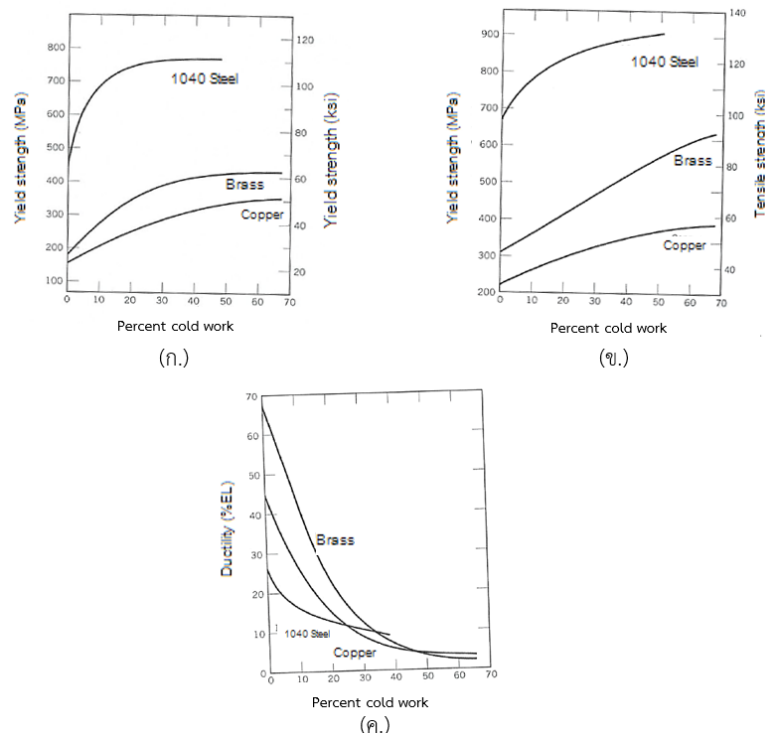 Yield strength (MPa)
800
700
600
500
400
300
200
100
1040 Steel
Brass
Copper
120
100
80
60
40
20
Yield strength (ksi)
0 10 20 30 40 50 60 70
Percent cold work
(ก.)
Yield strength (MPa)
900
800
700
600
500
400
300
200
1040 Steel
Brass
Copper
140
120
100
80
60
40
Tensile strength (ksi)
0 10 20 30 40 50 60 70
Percent cold work
(ข.)
Ductility (%EL)
70
60
50
40
30
20
10
0
Brass
1040 Steel
Copper
0 10 20 30 40 50 60 70
Percent cold work
(ค.)